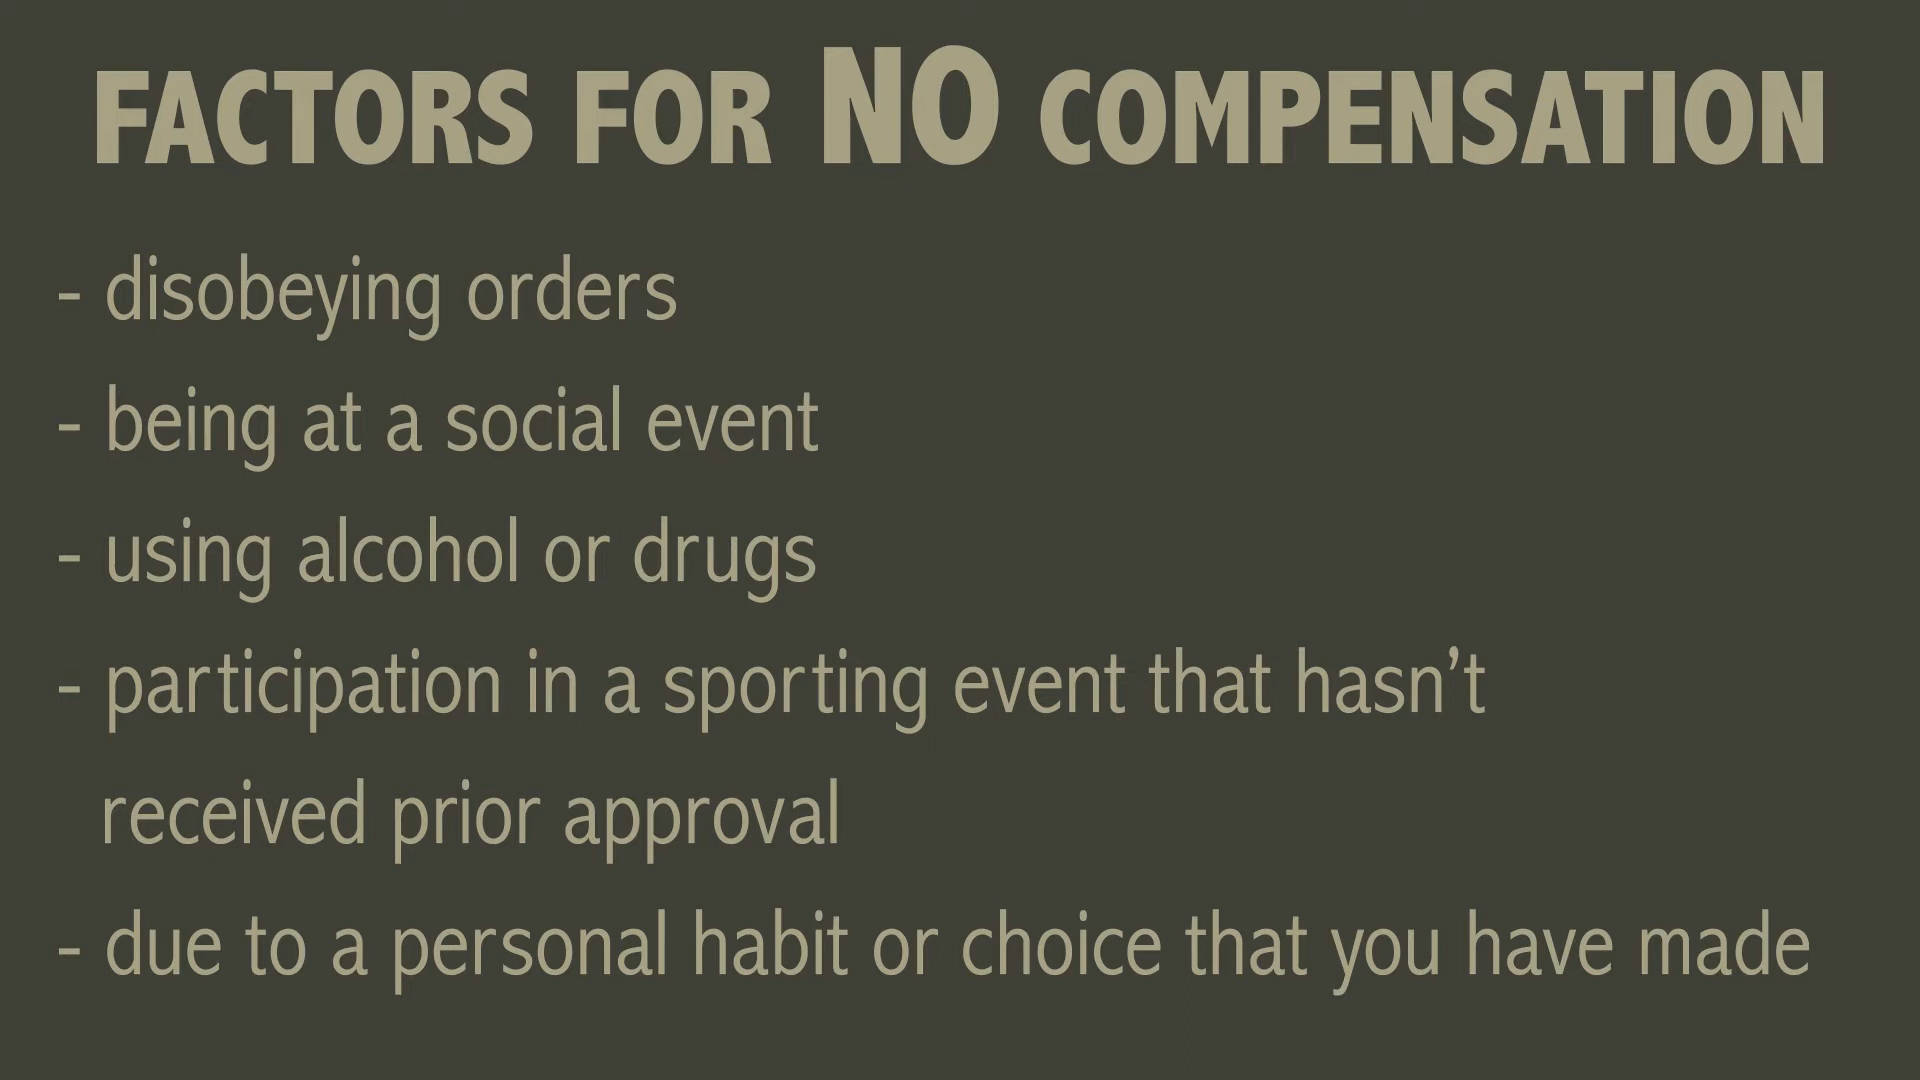 FACTORS FOR NO COMPENSATION
- disobeying orders
- being at a social event
- using alcohol or drugs
- participation in a sporting event that hasn’t
received prior approval
- due to a personal habit or choice that you have made